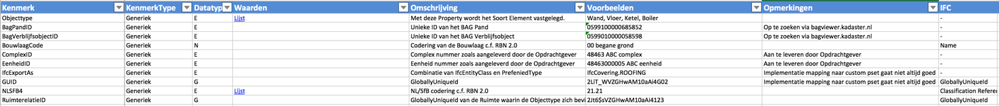 Kenmerk KenmerkType Datatyp Waarden Omschrijving Voorbeelden Opmerkingen IFC
Objecttype Generiek E Lijst Met deze Property wordt het Soort Element vastgelegd. Wand, Vloer, Ketel, Boiler -
BagPandID Generiek E Unieke ID van het BAG Pand 0599100000685852 Op te zoeken via bagviewer.kadaster.nl -
BagVerblijfsobjectID Generiek E Unieke ID van het BAG Verblijfsobject 0599010000058598 Op te zoeken via bagviewer.kadaster.nl -
BouwlaagCode Generiek N Codering van de Bouwlaag c.f. RBN 2.0 00 begane grond Name
ComplexID Generiek E Complex nummer zoals aangeleverd door de Opdrachtgever 48463 ABC complex Aan te leveren door Opdrachtgever -
EenheidID Generiek E Eenheid nummer zoals aangeleverd door de Opdrachtgever 48463000005 ABC eenheid Aan te leveren door Opdrachtgever -
IfcExportAs Generiek E Combinatie van IfcEntityClass en PrefeniedType IfcCovering.ROOFING Implementatie mapping naar custom pset gaat niet altijd goed -
GUID Generiek G GloballyUniqueId 2LiT_WVZGHwAM10aAi4G02 Implementatie mapping naar custom pset gaat niet altijd goed GloballyUniqueId
NLSFB4 Generiek E Lijst NL/SfB codering c.f. RBN 2.0 21.21 Classification Referen
RuimterelatieID Generiek G GloballyUniqueId van de Ruimte waarin de Objecttype zich bevi 2Jt6$sVZGHwAM10aAi4123 GloballyUniqueId